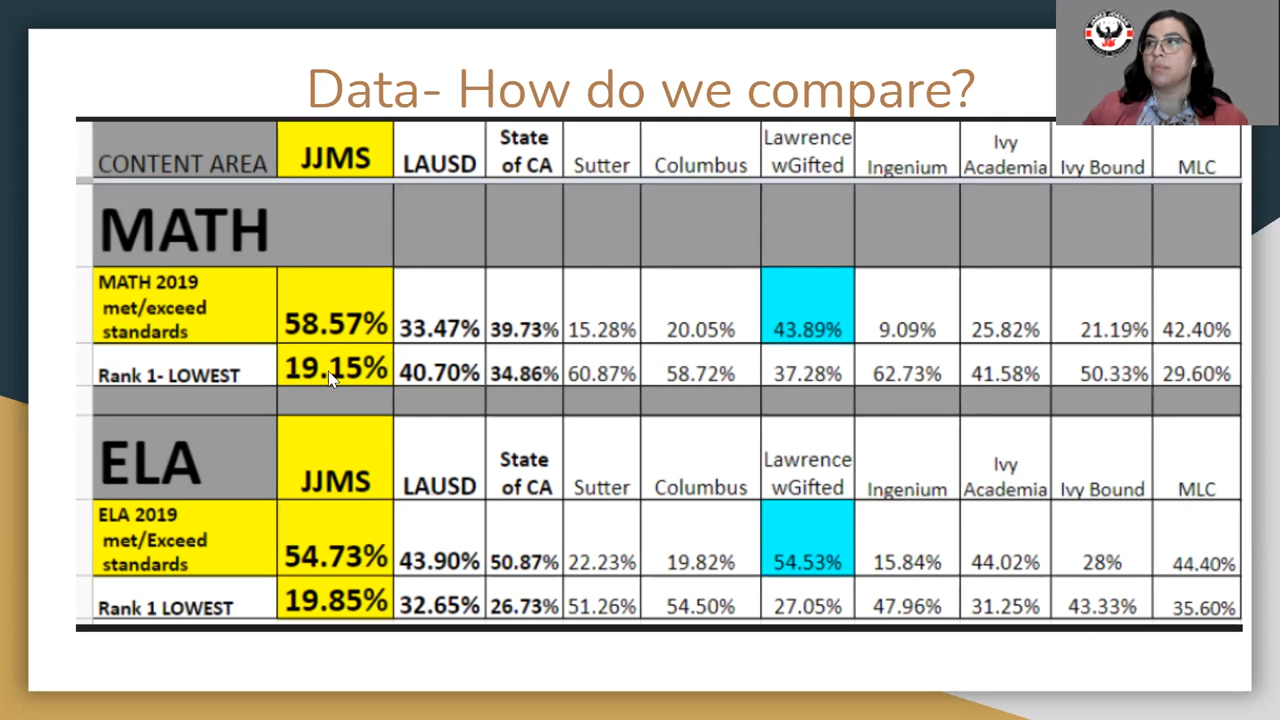 Data- How do we compare?
CONTENT AREA JJMS LAUSD State of CA Sutter Columbus Lawrence wGifted Ingenium Ivy Academia Ivy Bound MLC
MATH
MATH 2019 met/exceed standards 58.57% 33.47% 39.73% 15.28% 20.05% 43.89% 9.09% 25.82% 21.19% 42.40%
Rank 1- LOWEST 19.15% 40.70% 34.86% 60.87% 58.72% 37.28% 62.73% 41.58% 50.33% 29.60%
ELA JJMS LAUSD State of CA Sutter Columbus Lawrence wGifted Ingenium Ivy Academia Ivy Bound MLC
ELA 2019 met/Exceed standards 54.73% 43.90% 50.87% 22.23% 19.82% 54.53% 15.84% 44.02% 28% 44.40%
Rank 1 LOWEST 19.85% 32.65% 26.73% 51.26% 54.50% 27.05% 47.96% 31.25% 43.33% 35.60%